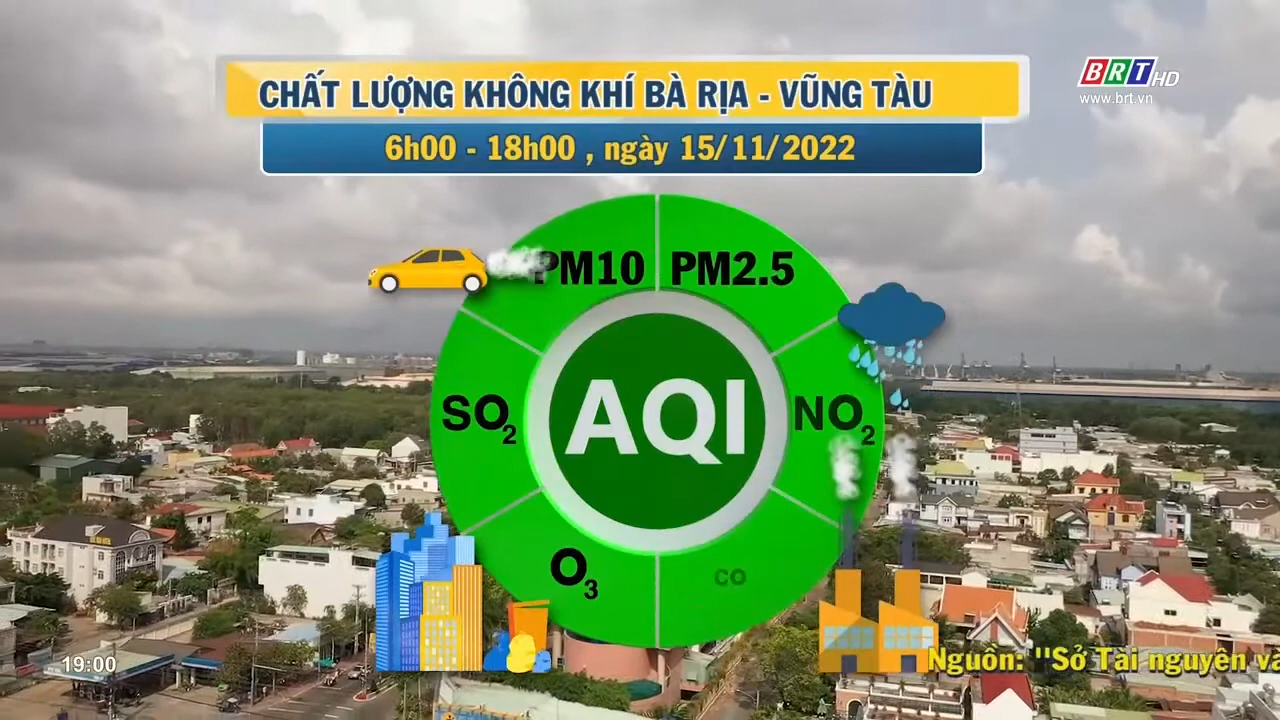 CHẤT LƯỢNG KHÔNG KHÍ BÀ RỊA - VŨNG TÀU
BRT HD
www.brt.vn
6h00 - 18h00 , ngày 15/11/2022
PM10
PM2.5
SO2
AQI
NO2
O3
CO
19:00
Nguồn: "Sở Tài nguyên và